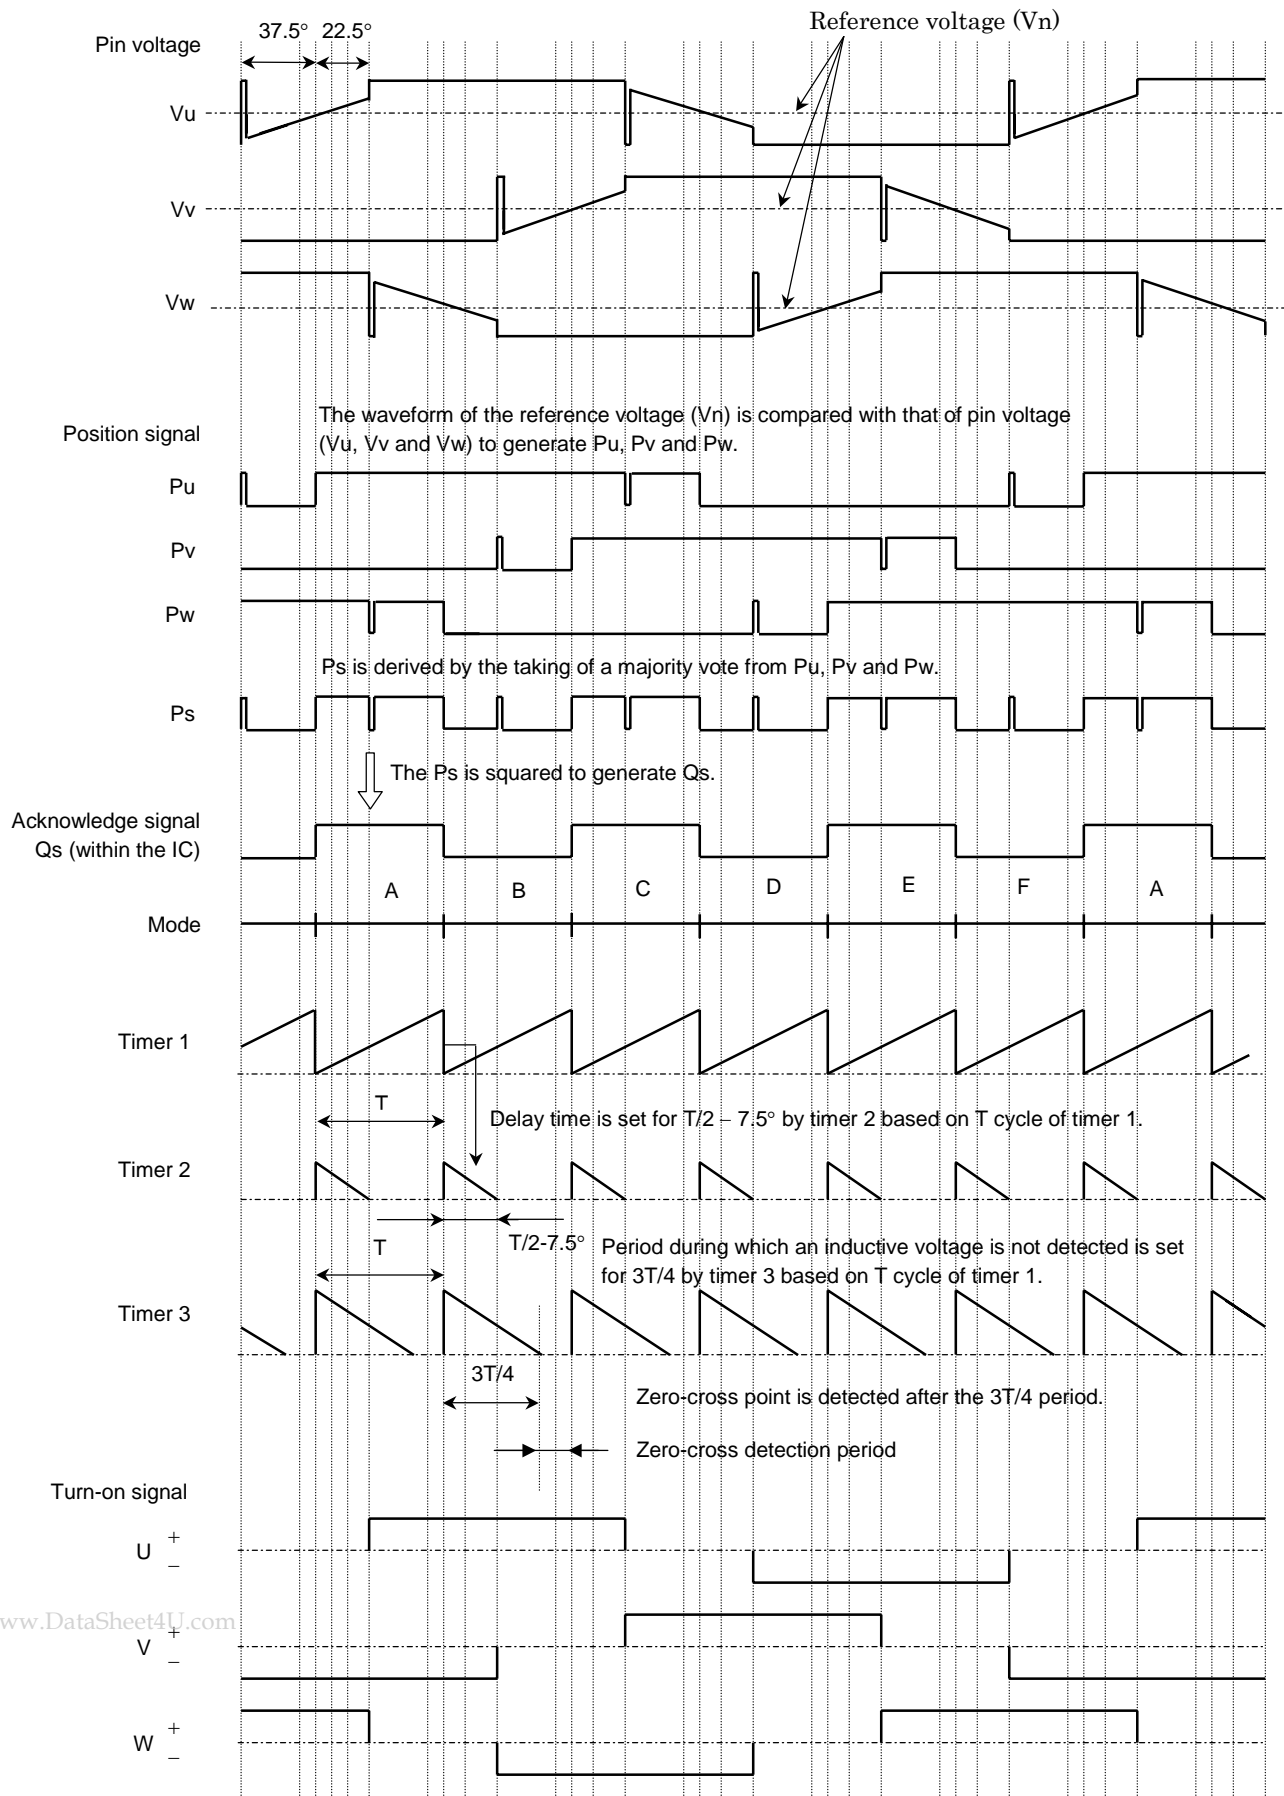 Reference voltage (Vn)
37.5° 22.5°
Pin voltage
Vu
Vv
Vw
The waveform of the reference voltage (Vn) is compared with that of pin voltage
(Vu, Vv and Vw) to generate Pu, Pv and Pw.
Position signal
Pu
Pv
Pw
Ps is derived by the taking of a majority vote from Pu, Pv and Pw.
Ps
The Ps is squared to generate Qs.
Acknowledge signal
Qs (within the IC)
A B C D E F A
Mode
Timer 1
T
Delay time is set for T/2 − 7.5° by timer 2 based on T cycle of timer 1.
Timer 2
T/2-7.5°
T
Period during which an inductive voltage is not detected is set
for 3T/4 by timer 3 based on T cycle of timer 1.
Timer 3
3T/4
Zero-cross point is detected after the 3T/4 period.
Zero-cross detection period
Turn-on signal
+
U
−
ww.DataSheet4U.com
+
V
−
+
W
−